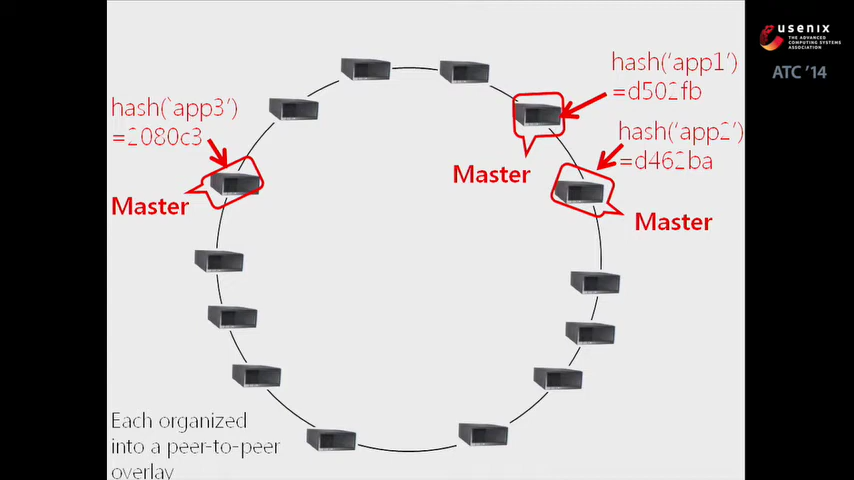 usenix
THE ADVANCED
COMPUTING SYSTEMS
ASSOCIATION
ATC '14
hash('app1')
=d502fb
hash(`app3')
=2080c3
hash('app2')
=d462ba
Master
Master
Master
Each organized
into a peer-to-peer
overlay